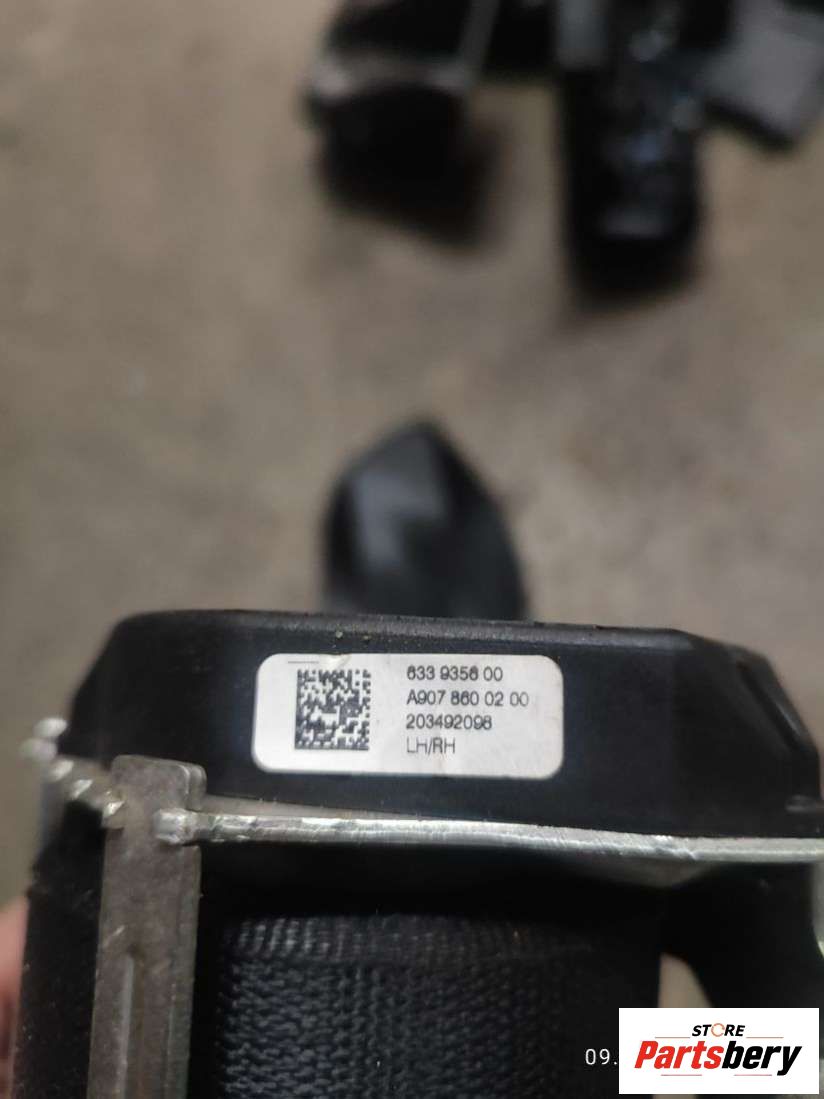 633 9356 00
A907 860 02 00
203492098
LH/RH
09.
STORE
Partsbery